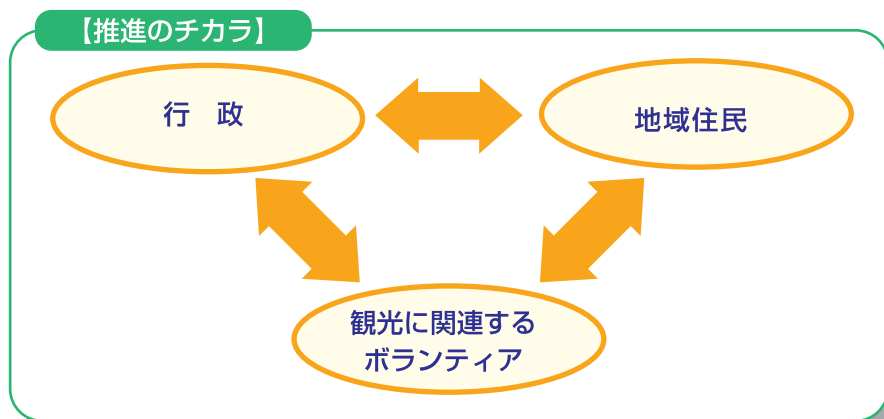 【推進のチカラ】
行　政
地域住民
観光に関連する
ボランティア